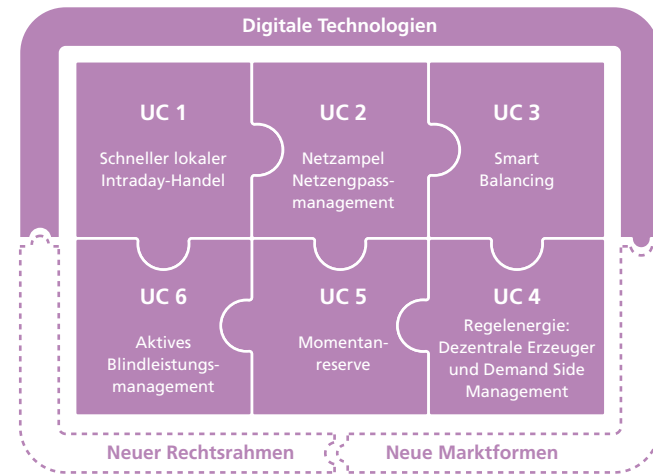 Digitale Technologien
UC 1
Schneller lokaler
Intraday-Handel
UC 2
Netzampel
Netzengpass-
management
UC 3
Smart
Balancing
UC 6
Aktives
Blindleistungs-
management
UC 5
Momentan-
reserve
UC 4
Regelenergie:
Dezentrale Erzeuger
und Demand Side
Management
Neuer Rechtsrahmen
Neue Marktformen